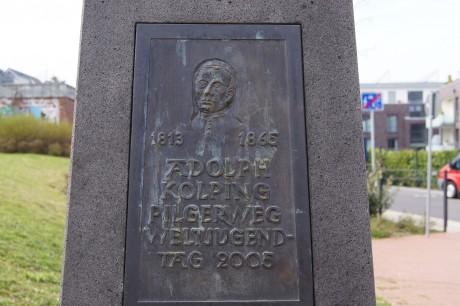 1813 1865
ADOLPH
KOLPING
PILGERWEG
WELTJUGEND-
TAG 2005